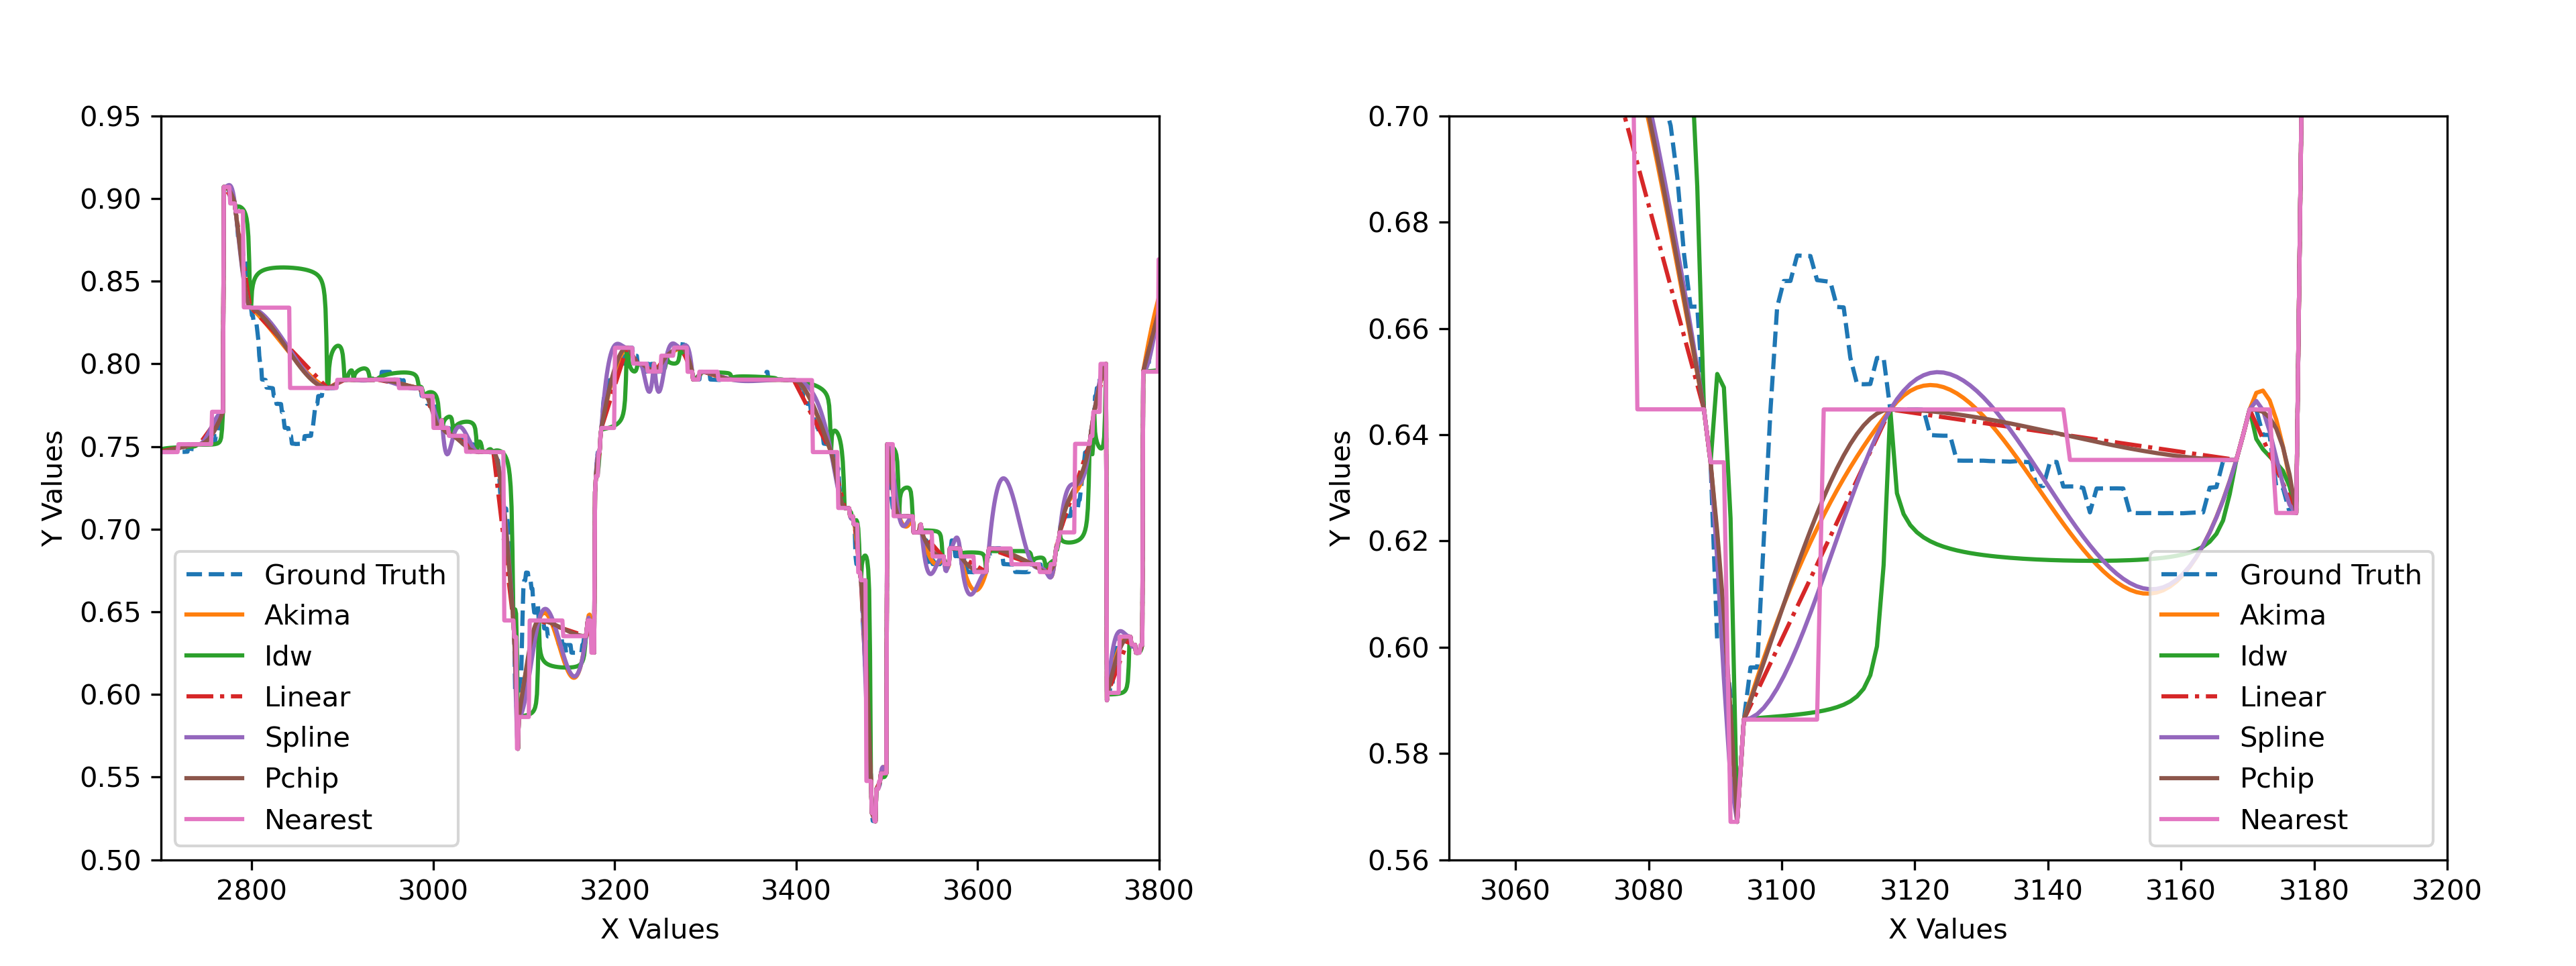 0.95
0.90
0.85
0.80
0.75
0.70
0.65
0.60
0.55
0.50
Y Values
2800 3000 3200 3400 3600 3800
X Values
Ground Truth
Akima
Idw
Linear
Spline
Pchip
Nearest
0.70
0.68
0.66
0.64
0.62
0.60
0.58
0.56
Y Values
3060 3080 3100 3120 3140 3160 3180 3200
X Values
Ground Truth
Akima
Idw
Linear
Spline
Pchip
Nearest